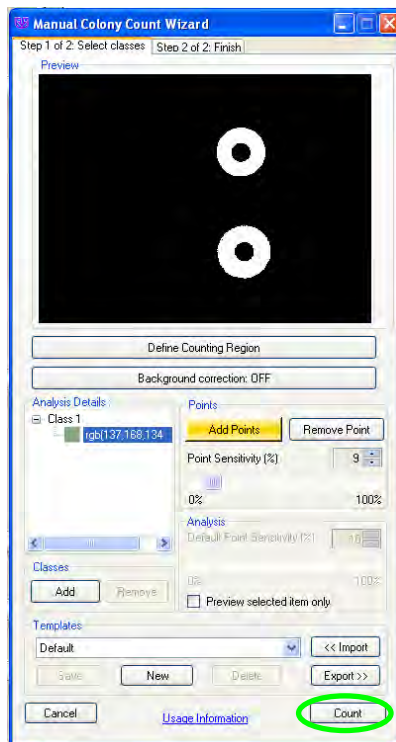 Manual Colony Count Wizard
Step 1 of 2: Select classes Step 2 of 2: Finish
Preview
Define Counting Region
Background correction: OFF
Analysis Details
Class 1
rgb(137,168,134
Points
Add Points Remove Point
Point Sensitivity (%) 9
0% 100%
Analysis
Default Point Sensitivity (%) 10
0% 100%
Preview selected item only
Classes
Add Remove
Templates
Default << Import
Save New Delete Export >>
Cancel Usage Information Count